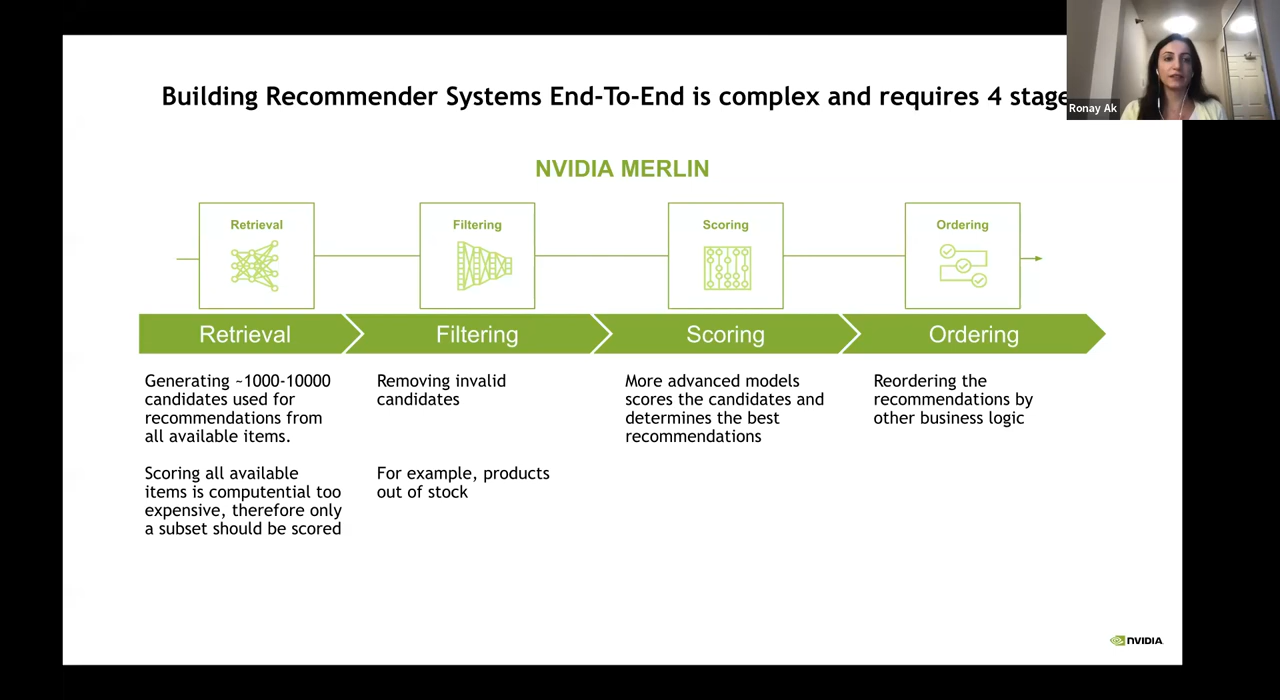 Building Recommender Systems End-To-End is complex and requires 4 stage
Ronay Ak
NVIDIA MERLIN
Retrieval
Filtering
Scoring
Ordering
Retrieval
Filtering
Scoring
Ordering
Generating ~1000-10000
candidates used for
recommendations from
all available items.
Scoring all available
items is computential too
expensive, therefore only
a subset should be scored
Removing invalid
candidates
For example, products
out of stock
More advanced models
scores the candidates and
determines the best
recommendations
Reordering the
recommendations by
other business logic
NVIDIA